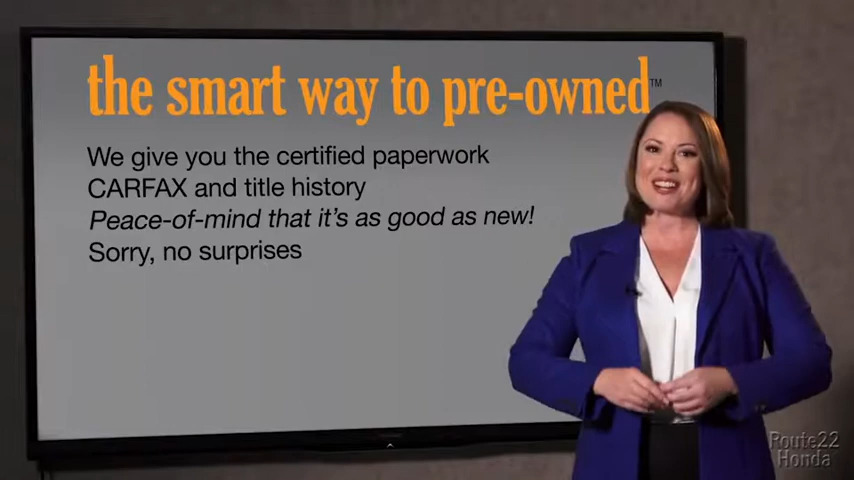 the smart way to pre-owned™
We give you the certified paperwork
CARFAX and title history
Peace-of-mind that it's as good as new!
Sorry, no surprises
Route22
Honda